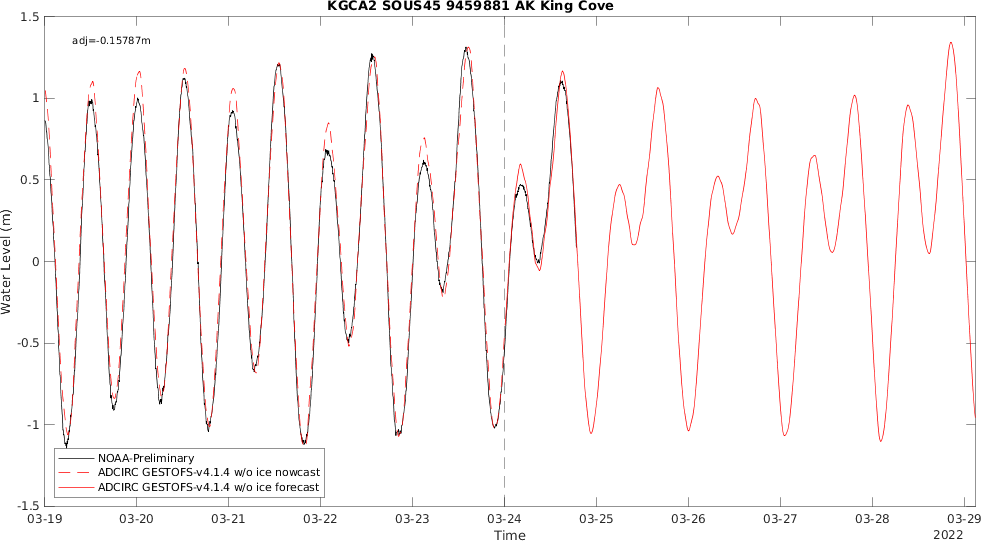 KGCA2 SOUS45 9459881 AK King Cove
adj=-0.15787m
1.5
1
0.5
0
-0.5
-1
-1.5
Water Level (m)
NOAA-Preliminary
ADCIRC GESTOFS-v4.1.4 w/o ice nowcast
ADCIRC GESTOFS-v4.1.4 w/o ice forecast
03-19 03-20 03-21 03-22 03-23 03-24 03-25 03-26 03-27 03-28 03-29
Time
2022